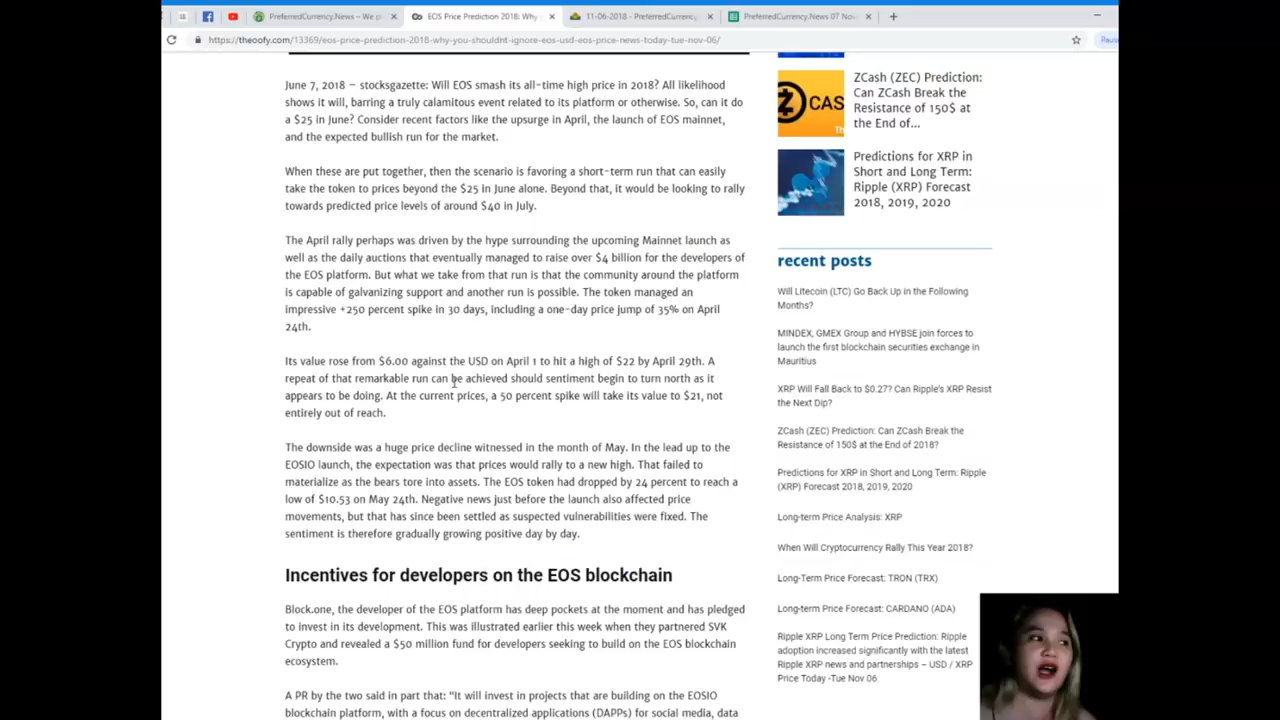 PreferredCurrency.News – We p
EOS Price Prediction 2018: Why
11-06-2018 - PreferredCurrency.
PreferredCurrency.News 07 Nov
https://theoofy.com/13369/eos-price-prediction-2018-why-you-shouldnt-ignore-eos-usd-eos-price-news-today-tue-nov-06/
June 7, 2018 – stocksgazette: Will EOS smash its all-time high price in 2018? All likelihood
shows it will, barring a truly calamitous event related to its platform or otherwise. So, can it do
a $25 in June? Consider recent factors like the upsurge in April, the launch of EOS mainnet,
and the expected bullish run for the market.
When these are put together, then the scenario is favoring a short-term run that can easily
take the token to prices beyond the $25 in June alone. Beyond that, it would be looking to rally
towards predicted price levels of around $40 in July.
The April rally perhaps was driven by the hype surrounding the upcoming Mainnet launch as
well as the daily auctions that eventually managed to raise over $4 billion for the developers of
the EOS platform. But what we take from that run is that the community around the platform
is capable of galvanizing support and another run is possible. The token managed an
impressive +250 percent spike in 30 days, including a one-day price jump of 35% on April
24th.
Its value rose from $6.00 against the USD on April 1 to hit a high of $22 by April 29th. A
repeat of that remarkable run can be achieved should sentiment begin to turn north as it
appears to be doing. At the current prices, a 50 percent spike will take its value to $21, not
entirely out of reach.
The downside was a huge price decline witnessed in the month of May. In the lead up to the
EOSIO launch, the expectation was that prices would rally to a new high. That failed to
materialize as the bears tore into assets. The EOS token had dropped by 24 percent to reach a
low of $10.53 on May 24th. Negative news just before the launch also affected price
movements, but that has since been settled as suspected vulnerabilities were fixed. The
sentiment is therefore gradually growing positive day by day.
Incentives for developers on the EOS blockchain
Block.one, the developer of the EOS platform has deep pockets at the moment and has pledged
to invest in its development. This was illustrated earlier this week when they partnered SVK
Crypto and revealed a $50 million fund for developers seeking to build on the EOS blockchain
ecosystem.
A PR by the two said in part that: “It will invest in projects that are building on the EOSIO
blockchain platform, with a focus on decentralized applications (DAPPs) for social media, data
CAS
ZCash (ZEC) Prediction:
Can ZCash Break the
Resistance of 150$ at
the End of...
Predictions for XRP in
Short and Long Term:
Ripple (XRP) Forecast
2018, 2019, 2020
recent posts
Will Litecoin (LTC) Go Back Up in the Following
Months?
MINDEX, GMEX Group and HYBSE join forces to
launch the first blockchain securities exchange in
Mauritius
XRP Will Fall Back to $0.27? Can Ripple's XRP Resist
the Next Dip?
ZCash (ZEC) Prediction: Can ZCash Break the
Resistance of 150$ at the End of 2018?
Predictions for XRP in Short and Long Term: Ripple
(XRP) Forecast 2018, 2019, 2020
Long-term Price Analysis: XRP
When Will Cryptocurrency Rally This Year 2018?
Long-Term Price Forecast: TRON (TRX)
Long-term Price Forecast: CARDANO (ADA)
Ripple XRP Long Term Price Prediction: Ripple
adoption increased significantly with the latest
Ripple XRP news and partnerships – USD / XRP
Price Today -Tue Nov 06